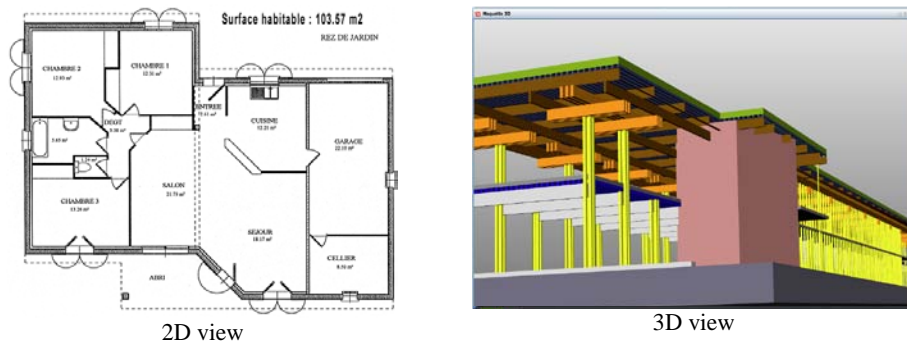 Surface habitable : 103.57 m2
REZ DE JARDIN
CHAMBRE 2
CHAMBRE 1
ENTREE
CUISINE
DEGT
GARAGE
SALON
CHAMBRE 3
SEJOUR
CELLIER
ABRI
2D view
Maquette 3D
3D view